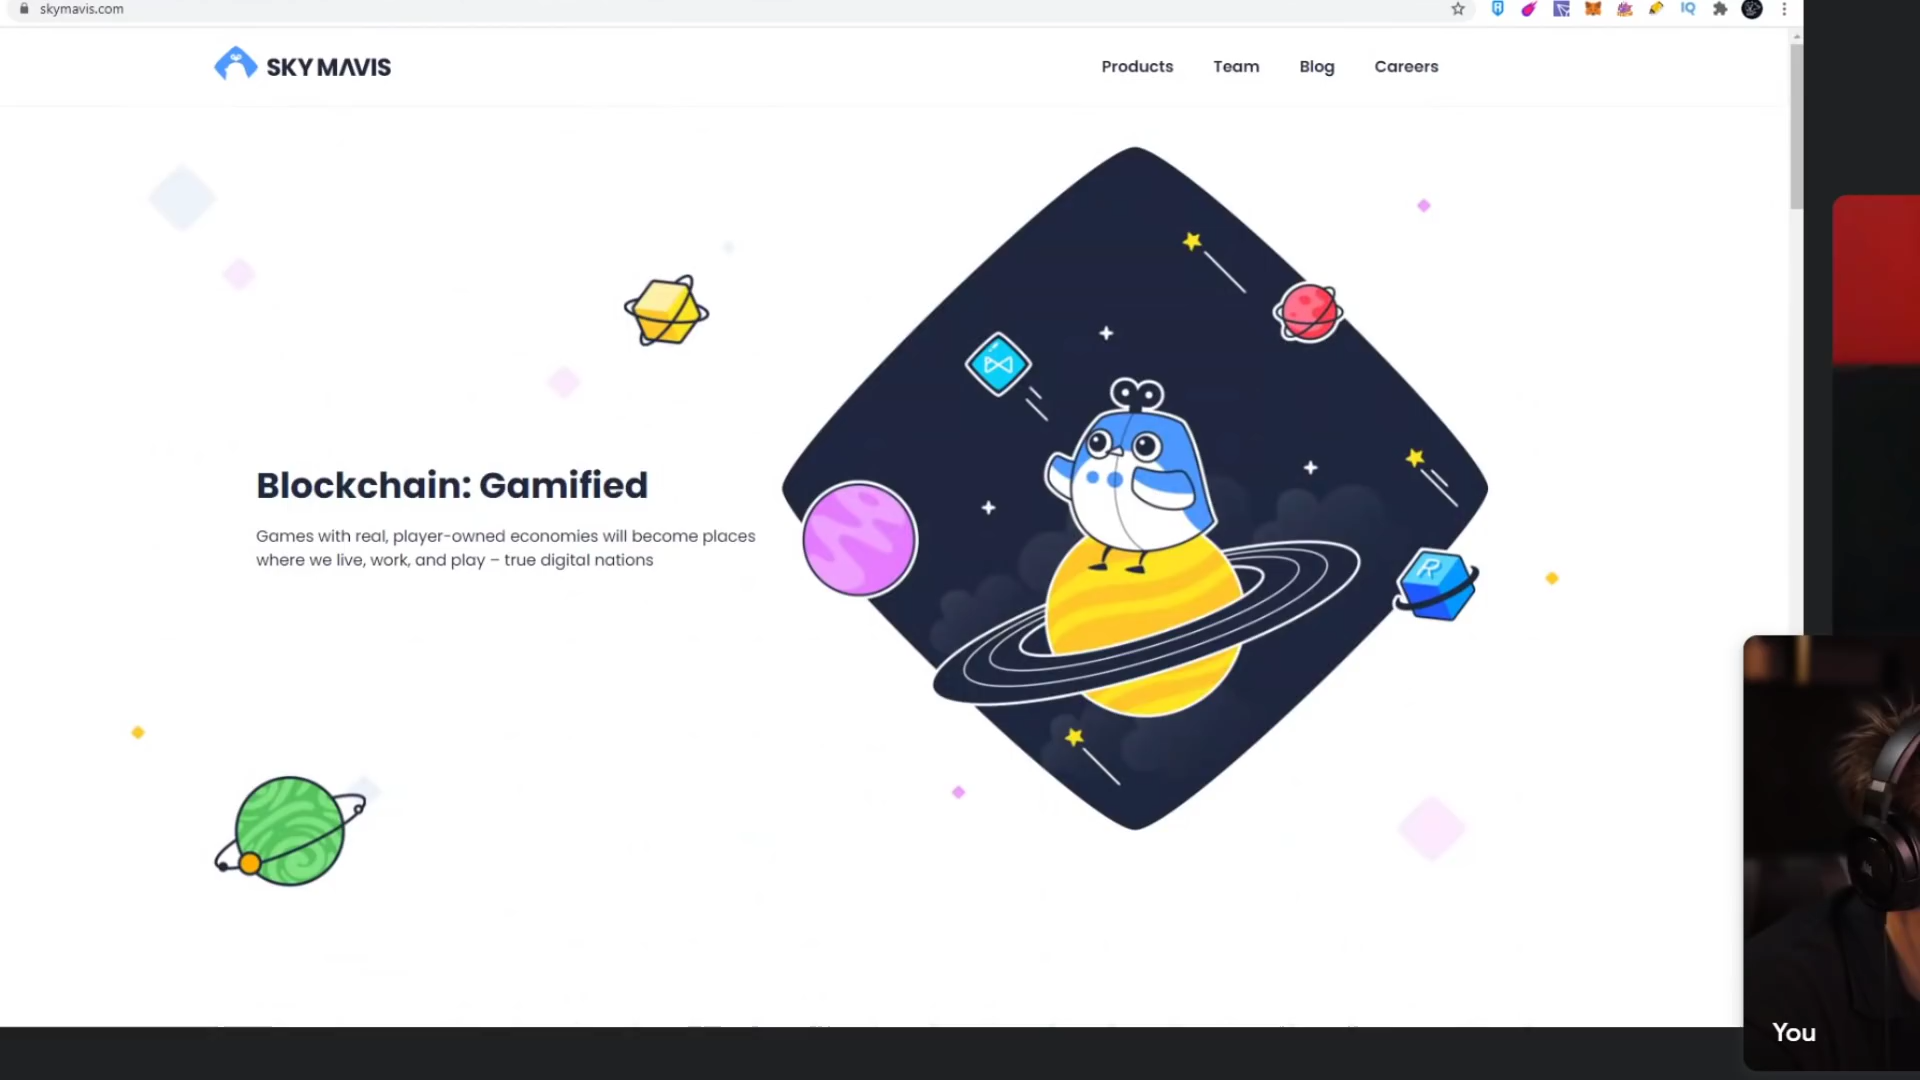 skymavis.com
IQ
SKY MAVIS
Products
Team
Blog
Careers
R
Blockchain: Gamified
Games with real, player-owned economies will become places
where we live, work, and play – true digital nations
You